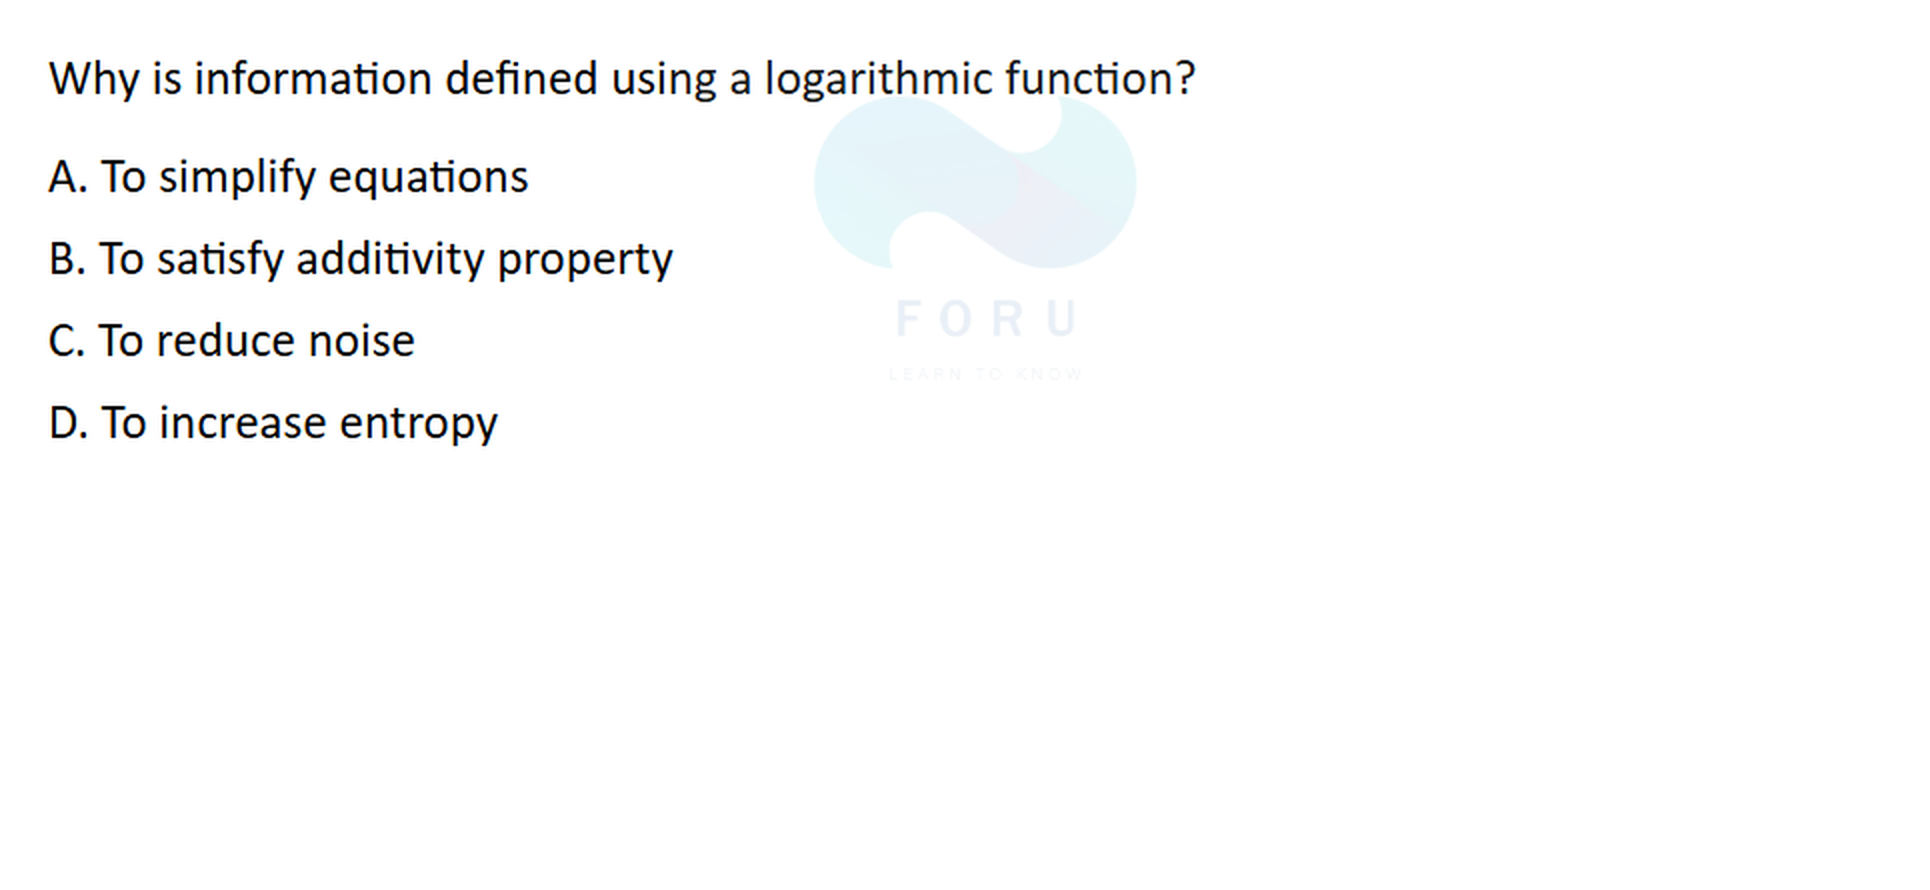 Why is information defined using a logarithmic function?
A. To simplify equations
B. To satisfy additivity property
C. To reduce noise
D. To increase entropy
FORU
LEARN TO KNOW